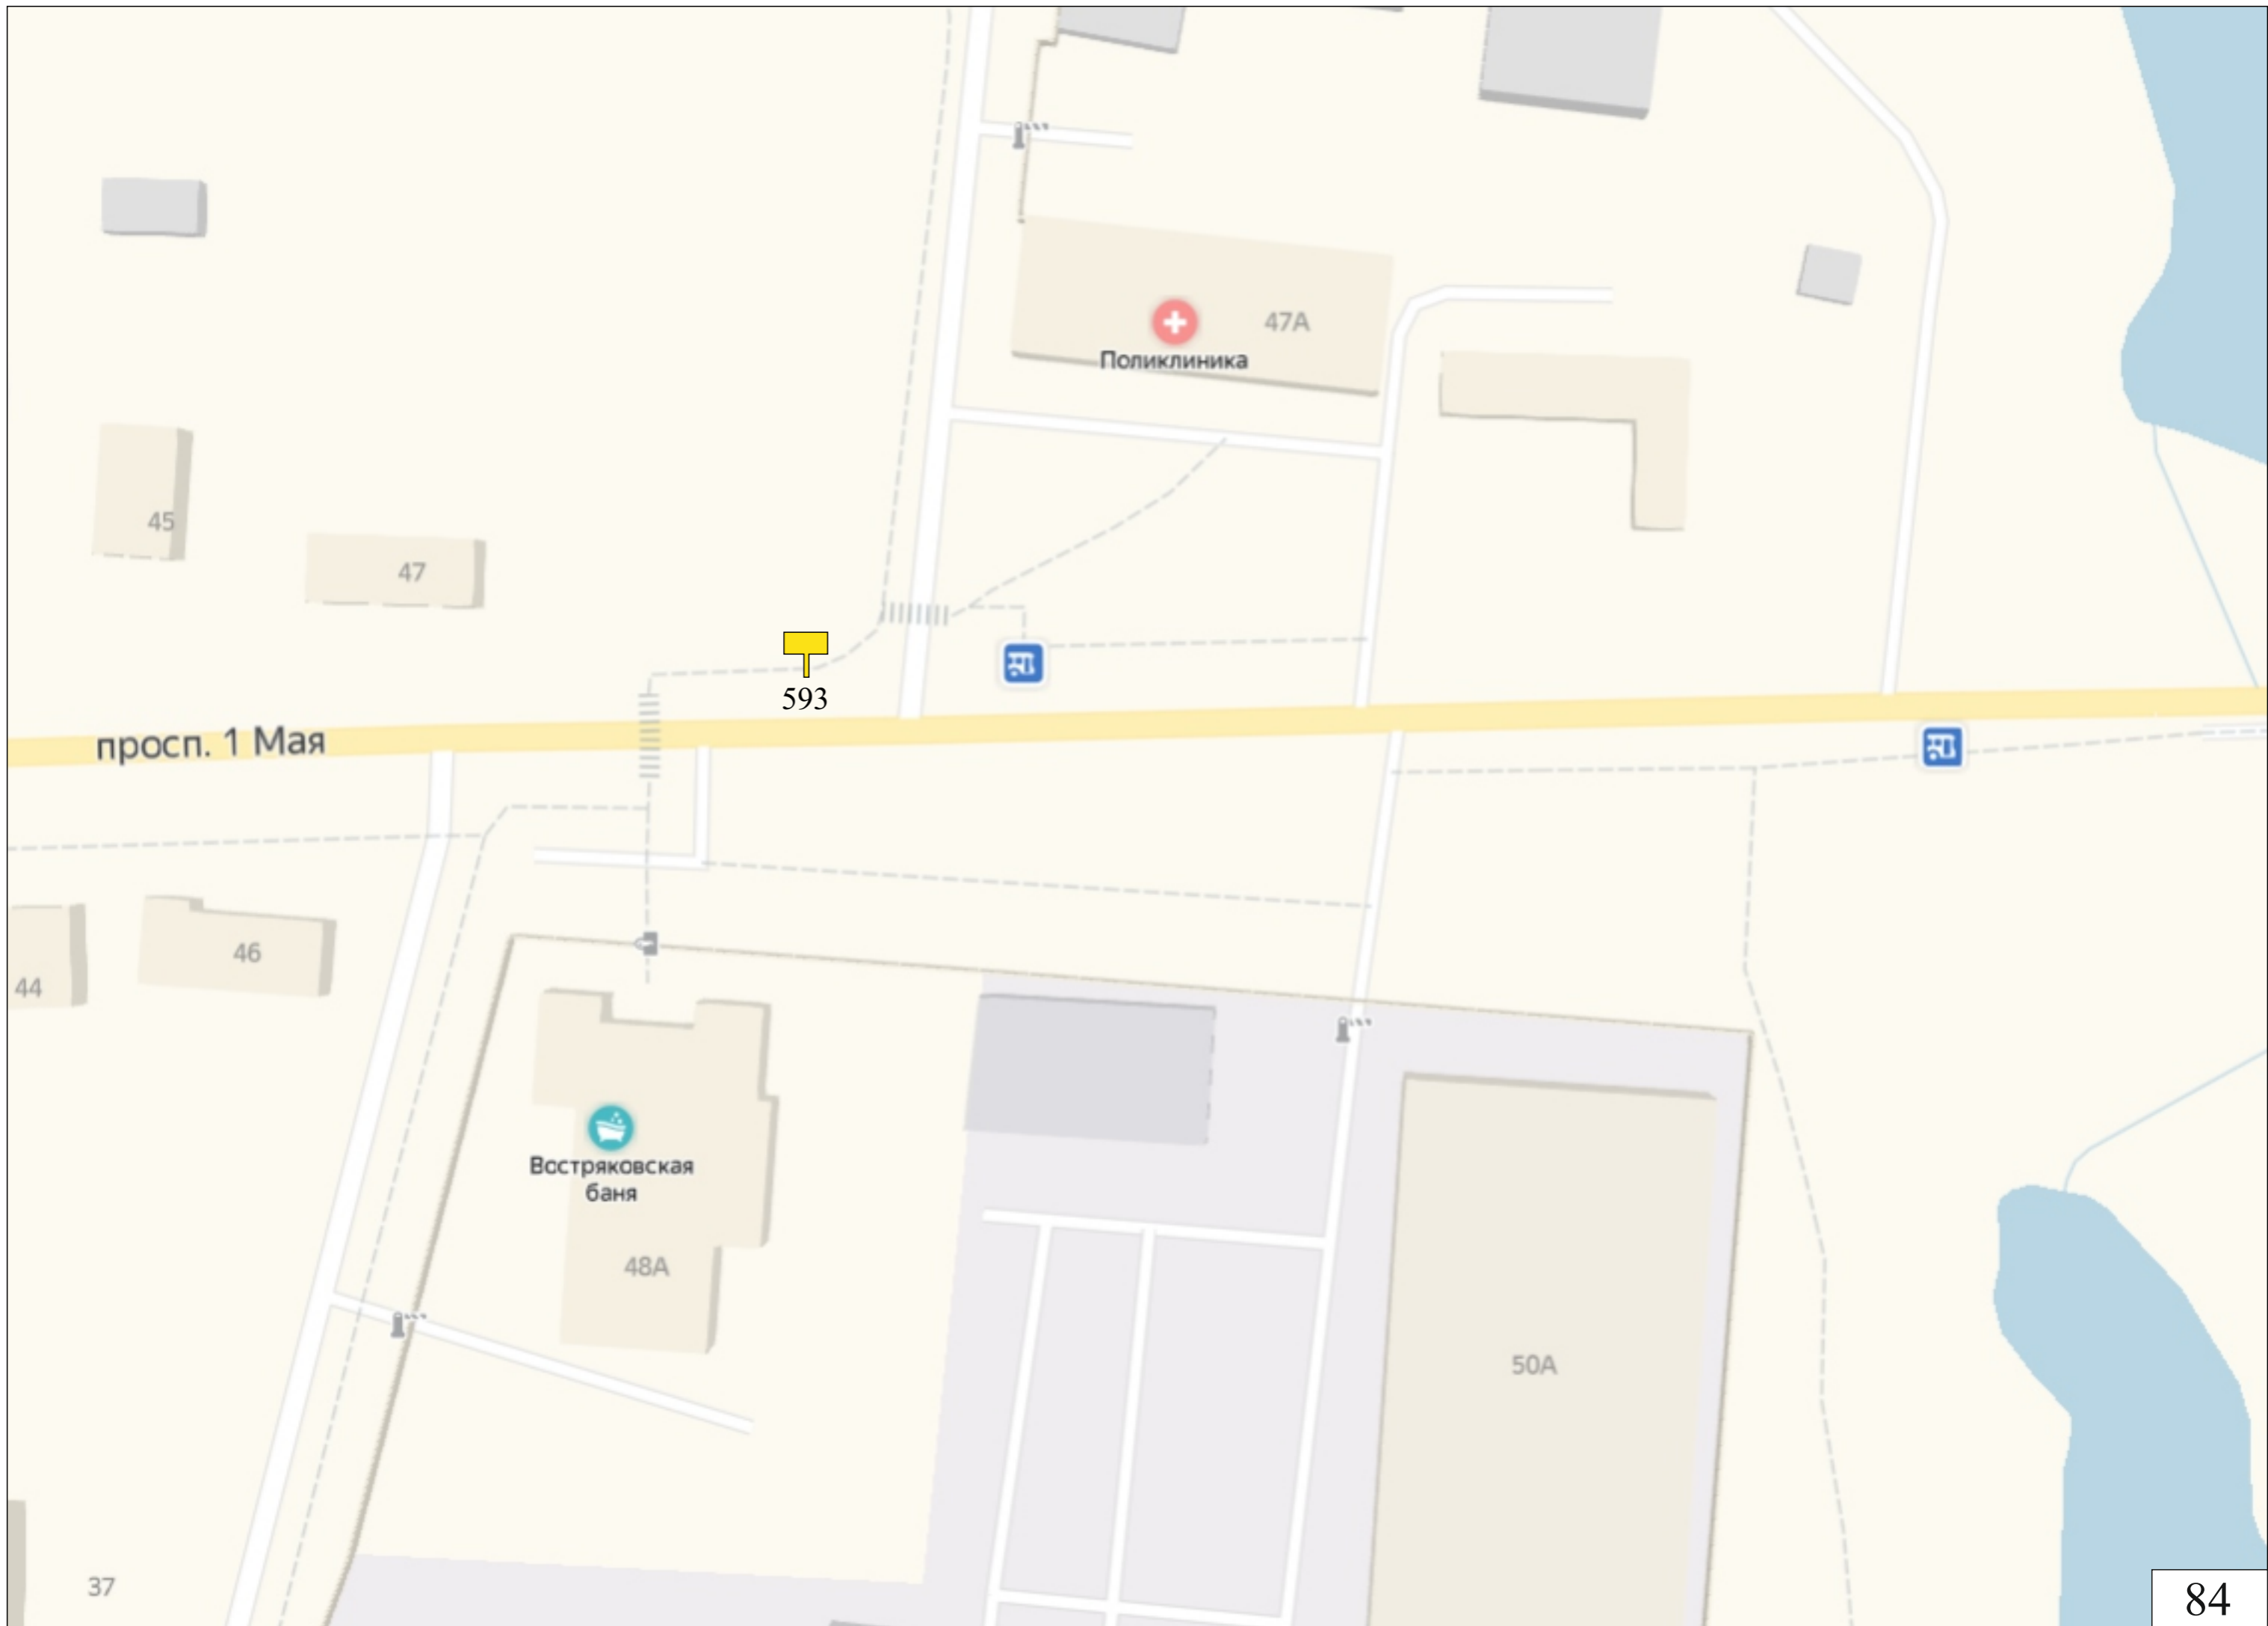 47А
Поликлиника
45
47
593
просп. 1 Мая
46
44
Востряковская
баня
48А
50А
37
84